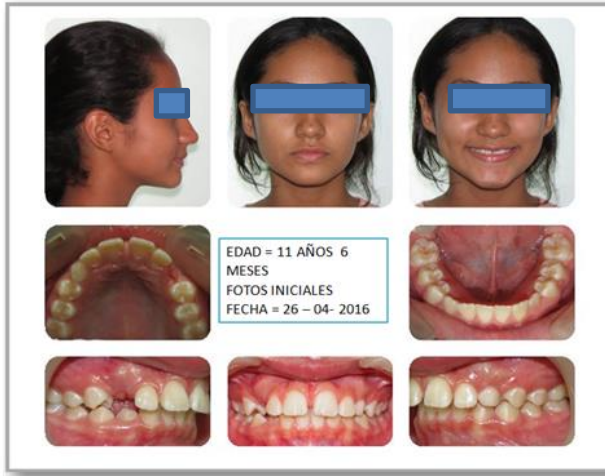 EDAD = 11 AÑOS 6
MESES
FOTOS INICIALES
FECHA = 26 – 04- 2016